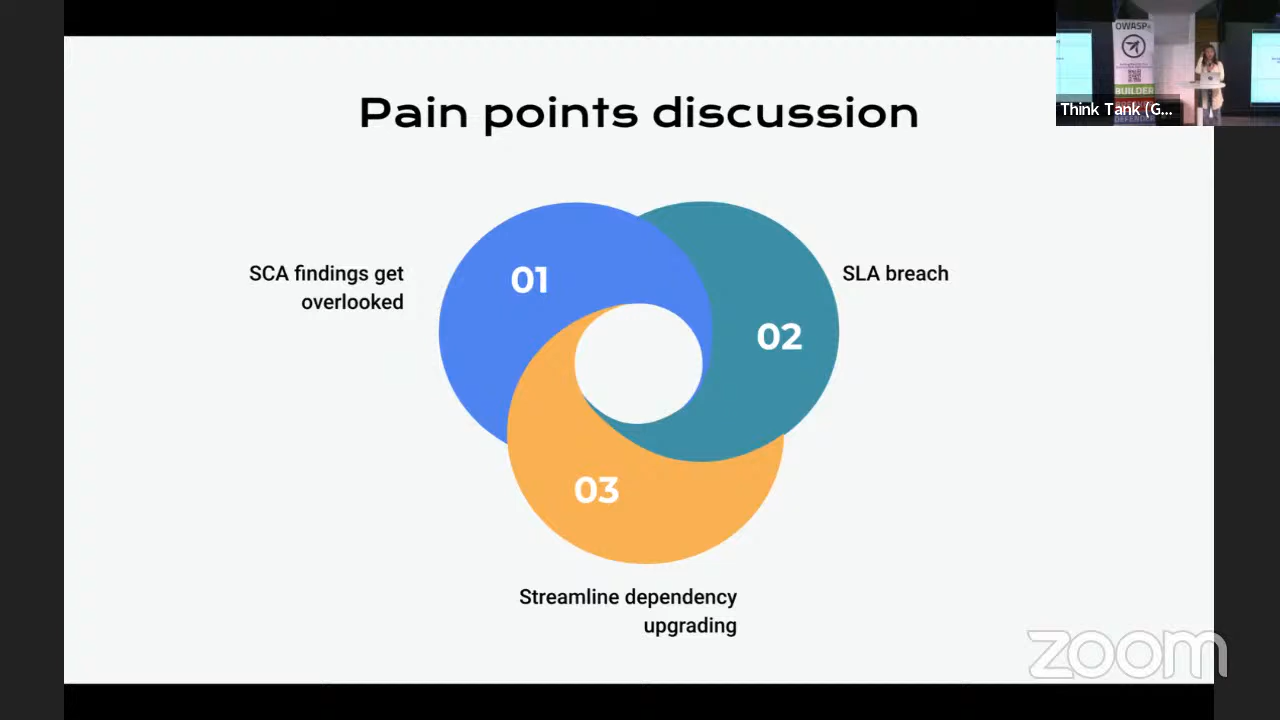 Pain points discussion
OWASP
BUILDER
DEFENDER
Think Tank (G...
01
SCA findings get
overlooked
02
SLA breach
03
Streamline dependency
upgrading
zoom